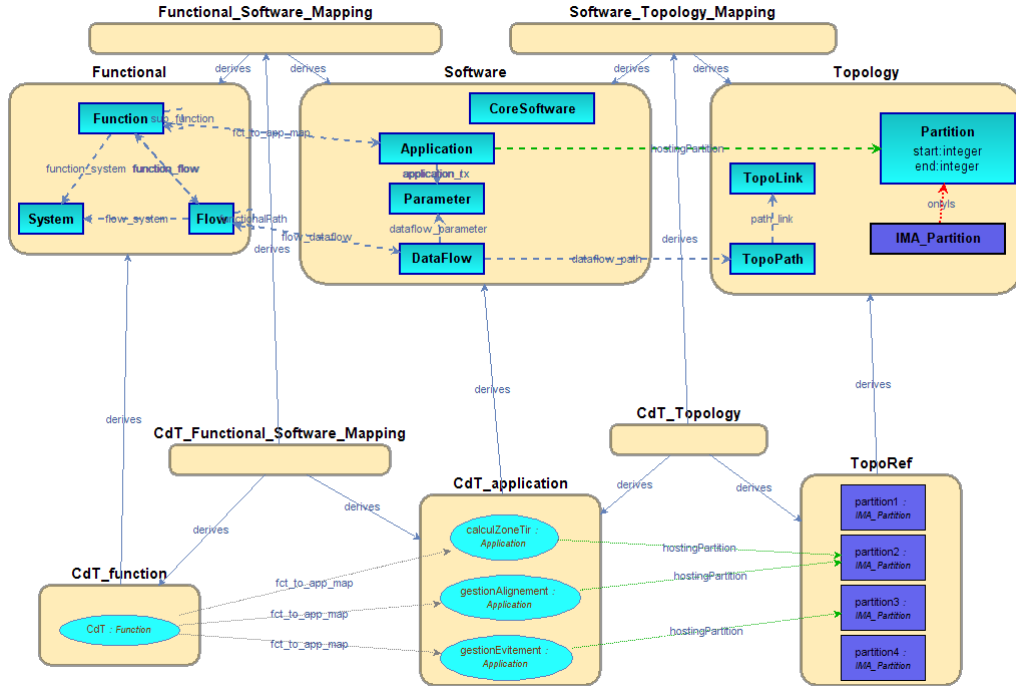 Functional_Software_Mapping
Software_Topology_Mapping
derives
derives
derives
derives
Functional
Software
Topology
Function
sub_function
fct_to_app_map
CoreSoftware
Application
hostingPartition
Partition
start:integer
end:integer
function_system
function_flow
application_tx
Parameter
TopoLink
onlyIs
System
flow_system
Flow
functionalPath
dataflow_parameter
path_link
IMA_Partition
flow_dataflow
derives
derives
DataFlow
dataflow_path
TopoPath
derives
derives
derives
CdT_Functional_Software_Mapping
CdT_Topology
derives
derives
derives
derives
CdT_application
TopoRef
partition1 :
IMA_Partition
calculZoneTir :
Application
hostingPartition
partition2 :
IMA_Partition
CdT_function
fct_to_app_map
gestionAlignement :
Application
hostingPartition
partition3 :
IMA_Partition
CdT : Function
fct_to_app_map
fct_to_app_map
gestionEvitement :
Application
hostingPartition
partition4 :
IMA_Partition